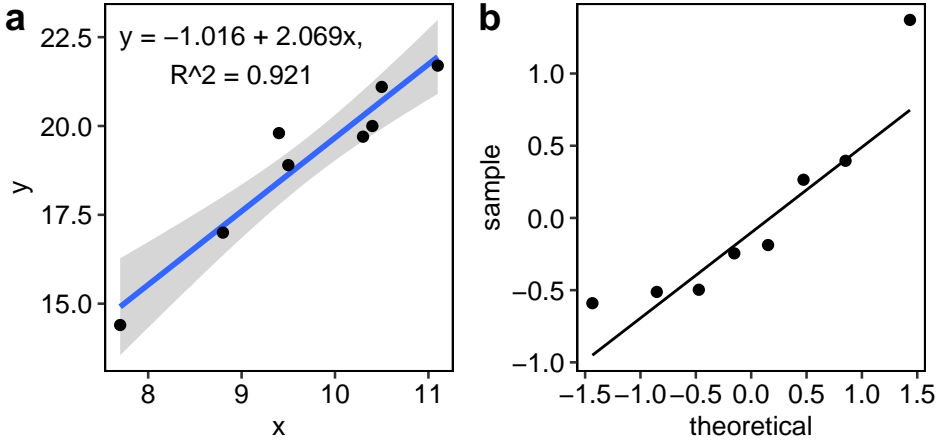 a
y = −1.016 + 2.069x,
R^2 = 0.921
22.5
20.0
17.5
15.0
y
8 9 10 11
x
b
1.0
0.5
0.0
−0.5
−1.0
sample
−1.5 −1.0 −0.5 0.0 0.5 1.0 1.5
theoretical